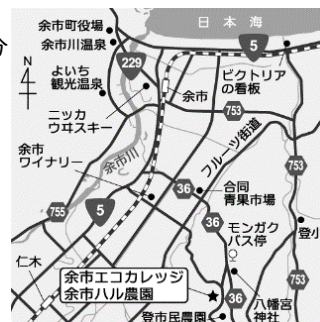 分
日本海
余市町役場
余市川温泉
N
229
5
よいち
観光温泉
ビクトリア
の看板
ニッカ
ウヰスキー
余市
753
余市
ワイナリー
余市川
フルーツ街道
753
36
合同
青果市場
755
5
36
モンガク
バス停
登小
仁木
753
余市エコカレッジ
余市ハル農園
★
36
八幡宮
神社
登市民農園